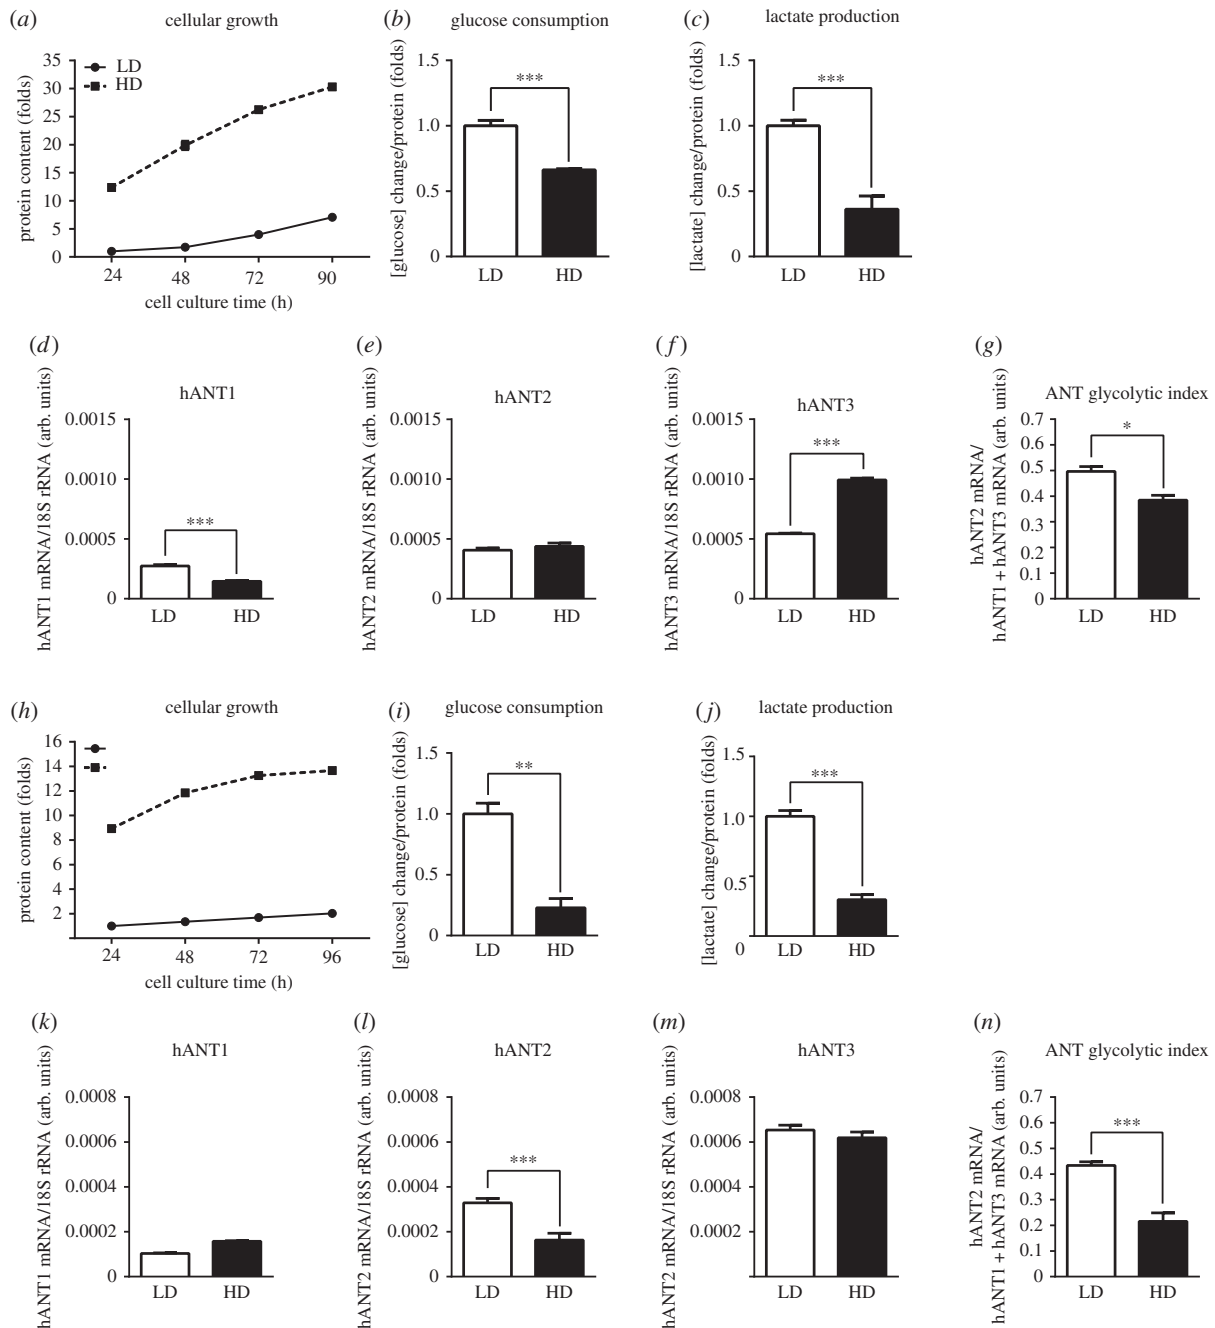 (a) cellular growth
LD
HD
protein content (folds)
35
30
25
20
15
10
5
0
24 48 72 90
cell culture time (h)
(b) glucose consumption
[glucose] change/protein (folds)
1.5
1.0
0.5
0
***
LD HD
(c) lactate production
[lactate] change/protein (folds)
1.5
1.0
0.5
0
***
LD HD
(d)
hANT1
hANT1 mRNA/18S rRNA (arb. units)
0.0015
0.0010
0.0005
0
***
LD HD
(e)
hANT2
hANT2 mRNA/18S rRNA (arb. units)
0.0015
0.0010
0.0005
0
LD HD
(f)
hANT3
hANT3 mRNA/18S rRNA (arb. units)
0.0015
0.0010
0.0005
0
***
LD HD
(g)
ANT glycolytic index
hANT2 mRNA/
hANT1 + hANT3 mRNA (arb. units)
0.7
0.6
0.5
0.4
0.3
0.2
0.1
0
*
LD HD
(h) cellular growth
protein content (folds)
16
14
12
10
8
6
4
2
24 48 72 96
cell culture time (h)
(i) glucose consumption
[glucose] change/protein (folds)
1.5
1.0
0.5
0
**
LD HD
(j) lactate production
[lactate] change/protein (folds)
1.5
1.0
0.5
0
***
LD HD
(k)
hANT1
hANT1 mRNA/18S rRNA (arb. units)
0.0008
0.0006
0.0004
0.0002
0
LD HD
(l)
hANT2
hANT2 mRNA/18S rRNA (arb. units)
0.0008
0.0006
0.0004
0.0002
0
***
LD HD
(m)
hANT3
hANT2 mRNA/18S rRNA (arb. units)
0.0008
0.0006
0.0004
0.0002
LD HD
(n)
ANT glycolytic index
hANT2 mRNA/
hANT1 + hANT3 mRNA (arb. units)
0.7
0.6
0.5
0.4
0.3
0.2
0.1
0
***
LD HD